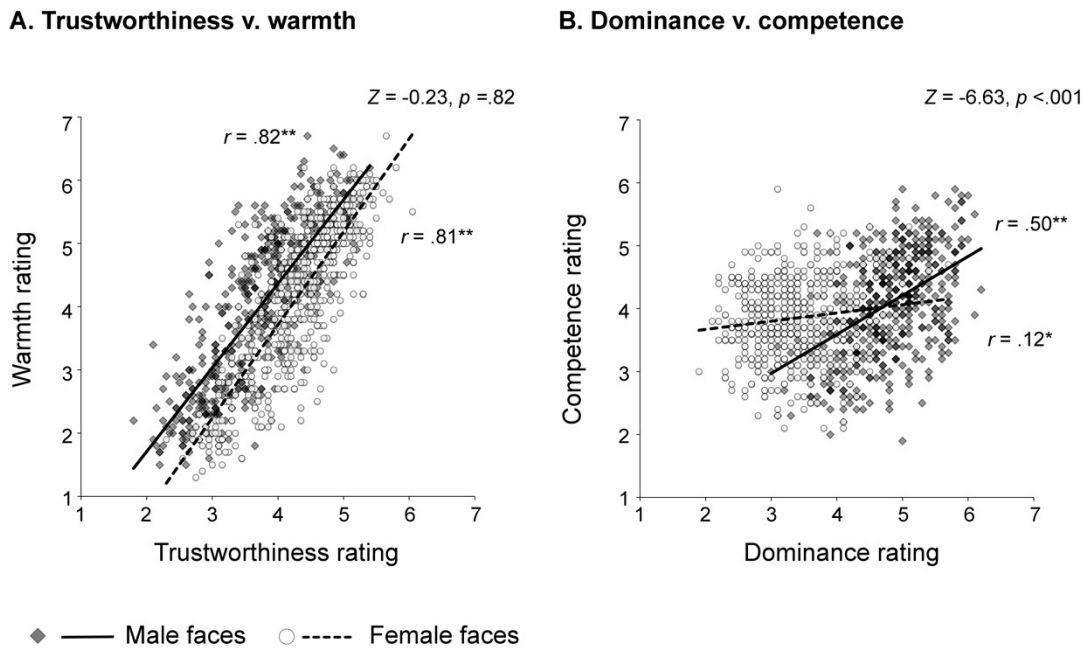 A. Trustworthiness v. warmth
Z = -0.23, p =.82
7
6
5
4
3
2
1
Warmth rating
r = .82**
r = .81**
1 2 3 4 5 6 7
Trustworthiness rating
B. Dominance v. competence
Z = -6.63, p <.001
7
6
5
4
3
2
1
Competence rating
r = .50**
r = .12*
1 2 3 4 5 6 7
Dominance rating
Male faces
Female faces